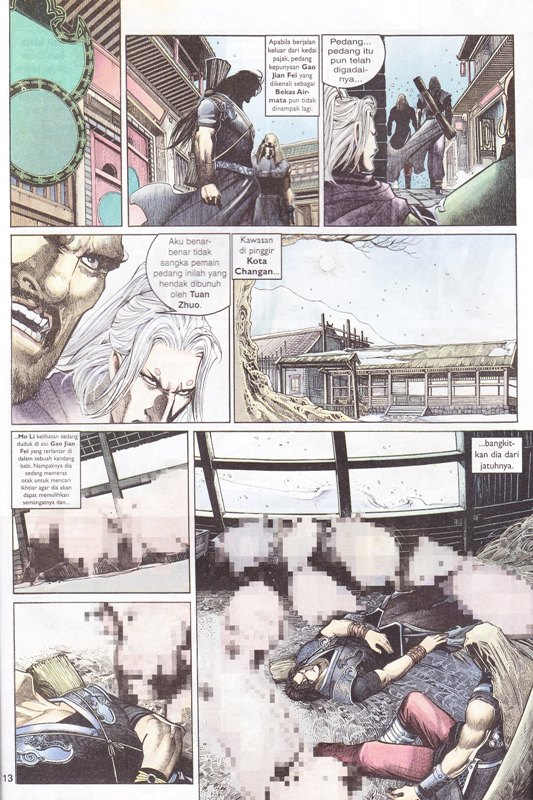 Apabila berjalan
keluar dari kedai
pajak, pedang
kepunyaan Gao
Jian Fei yang
dikenali sebagai
Bekas Air-
mata pun tidak
dinampak lagi.
Pedang...
pedang itu
pun telah
digadai-
nya...
Aku benar-
benar tidak
sangka pemain
pedang inilah yang
hendak dibunuh
oleh Tuan
Zhuo.
Kawasan
di pinggir
Kota
Changan...
...Mo Li kelihatan sedang
duduk di sisi Gao Jian
Fei yang terlantar di
dalam sebuah kandang
babi. Nampaknya dia
sedang memeras
otak untuk mencari
ikhtiar agar dia akan
dapat memulihkan
semangatnya dan...
...bangkit-
kan dia dari
jatuhnya.
13